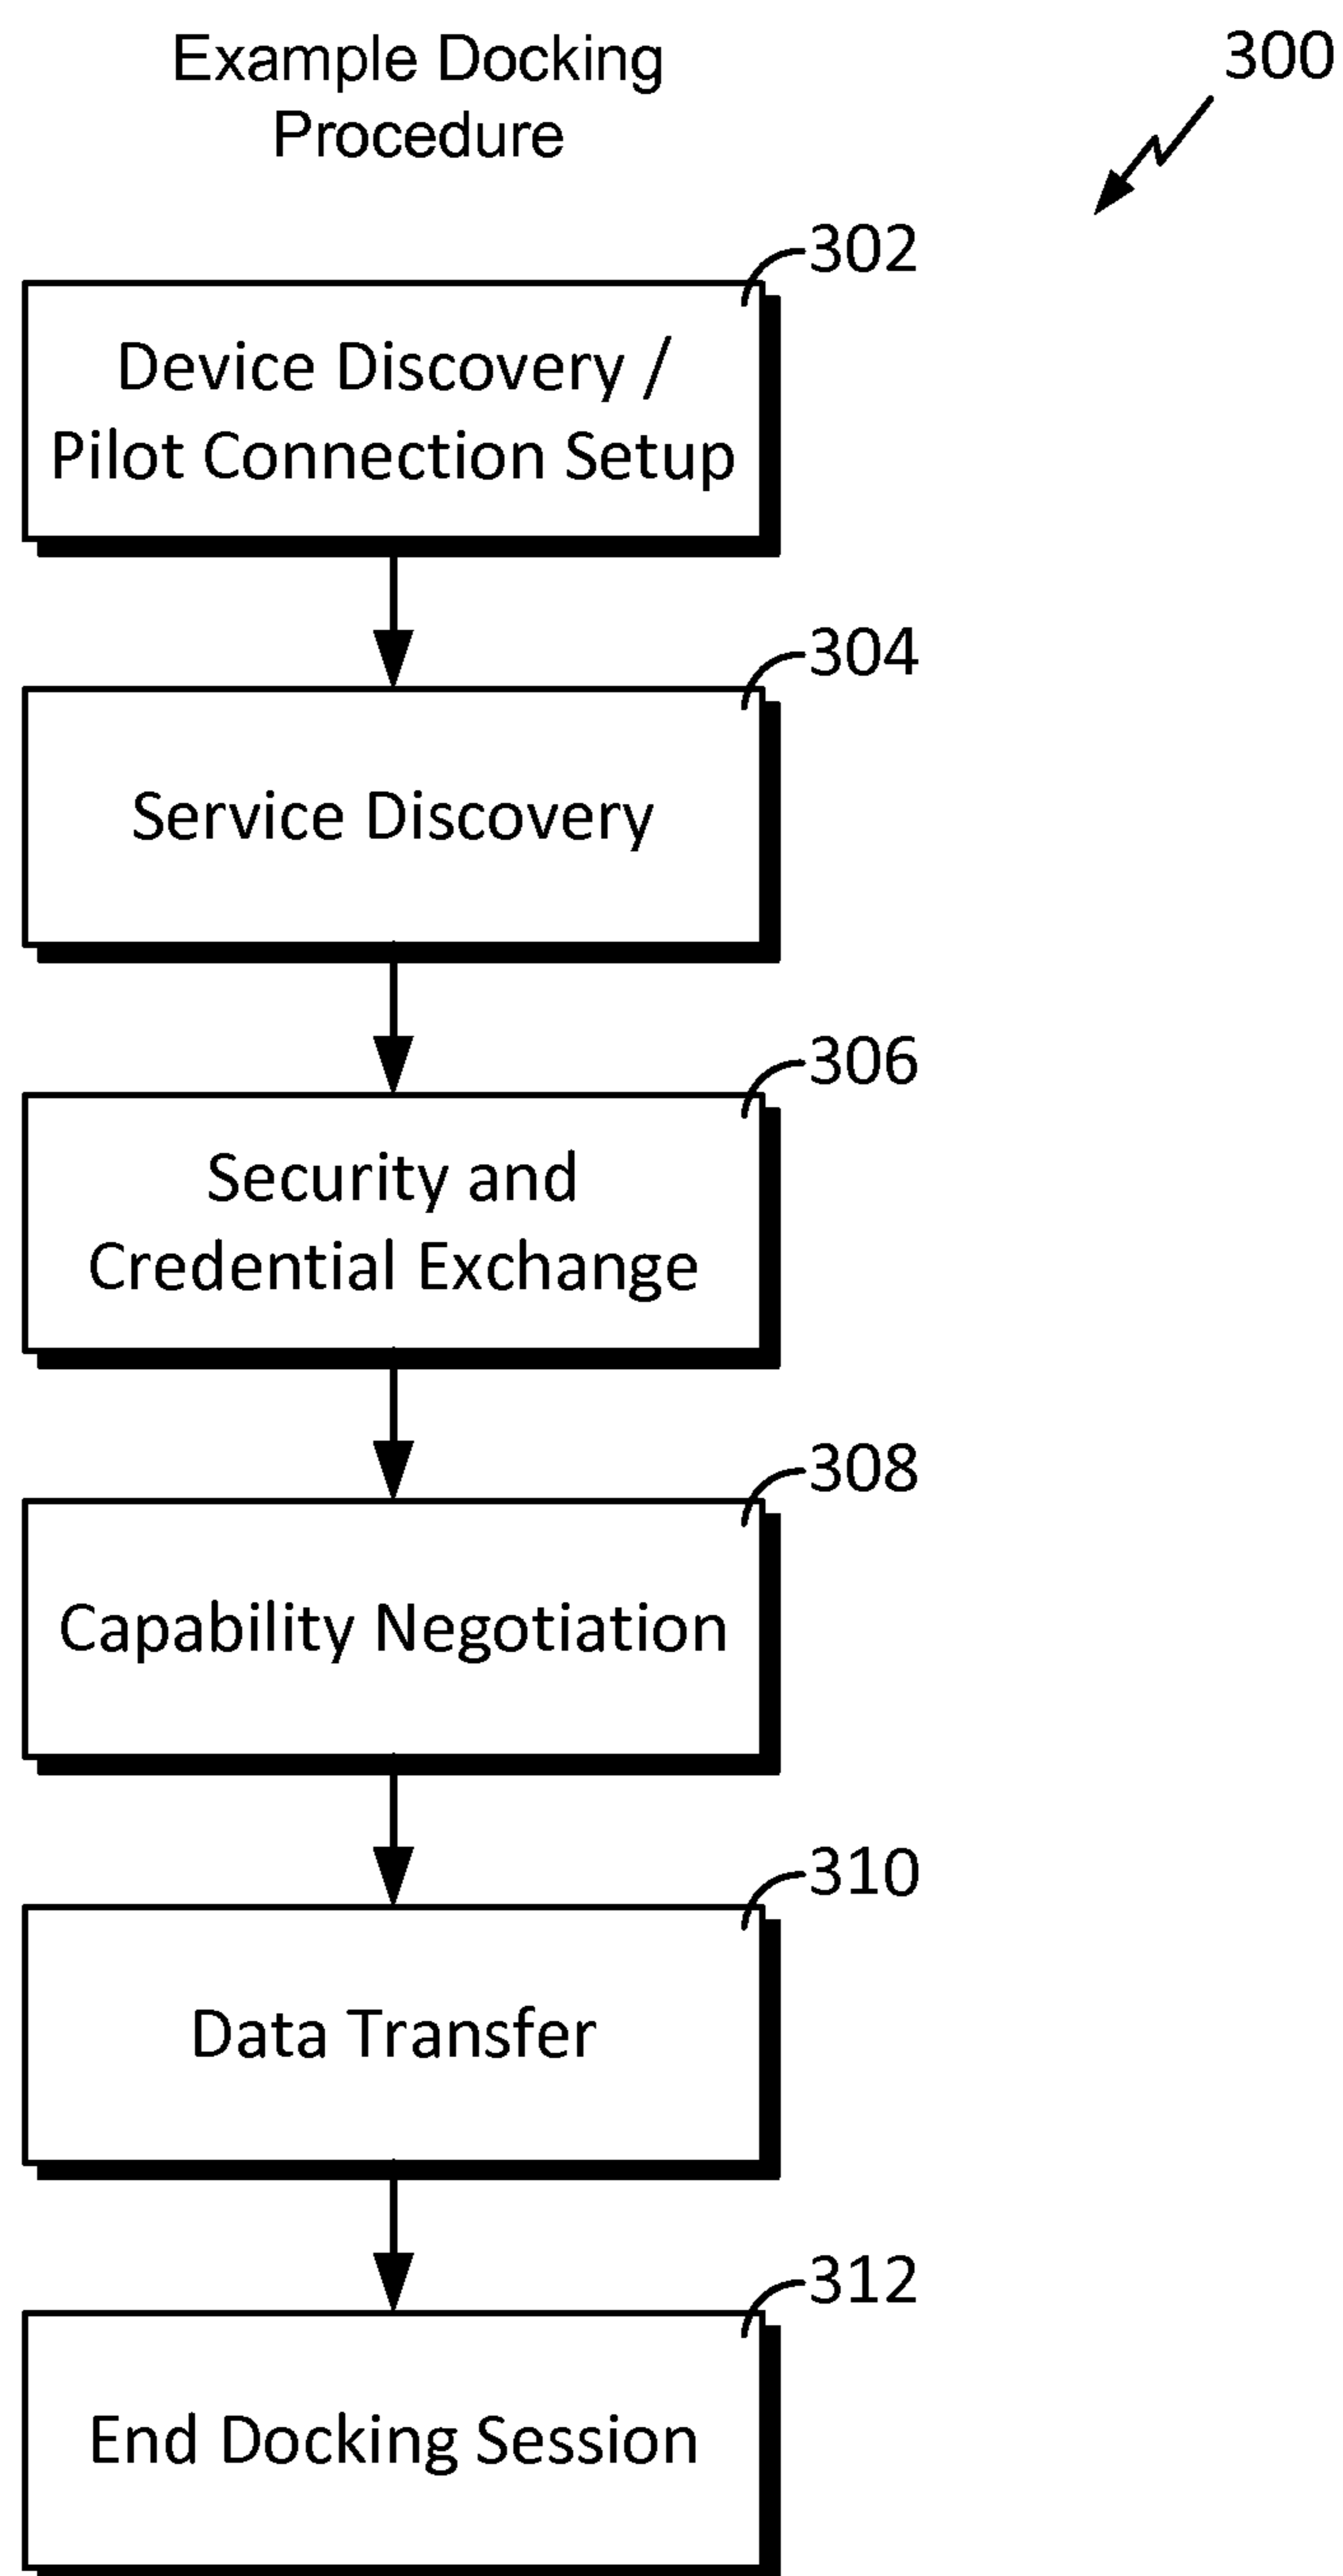 Example Docking
Procedure
300
302
Device Discovery /
Pilot Connection Setup
304
Service Discovery
306
Security and
Credential Exchange
308
Capability Negotiation
310
Data Transfer
312
End Docking Session